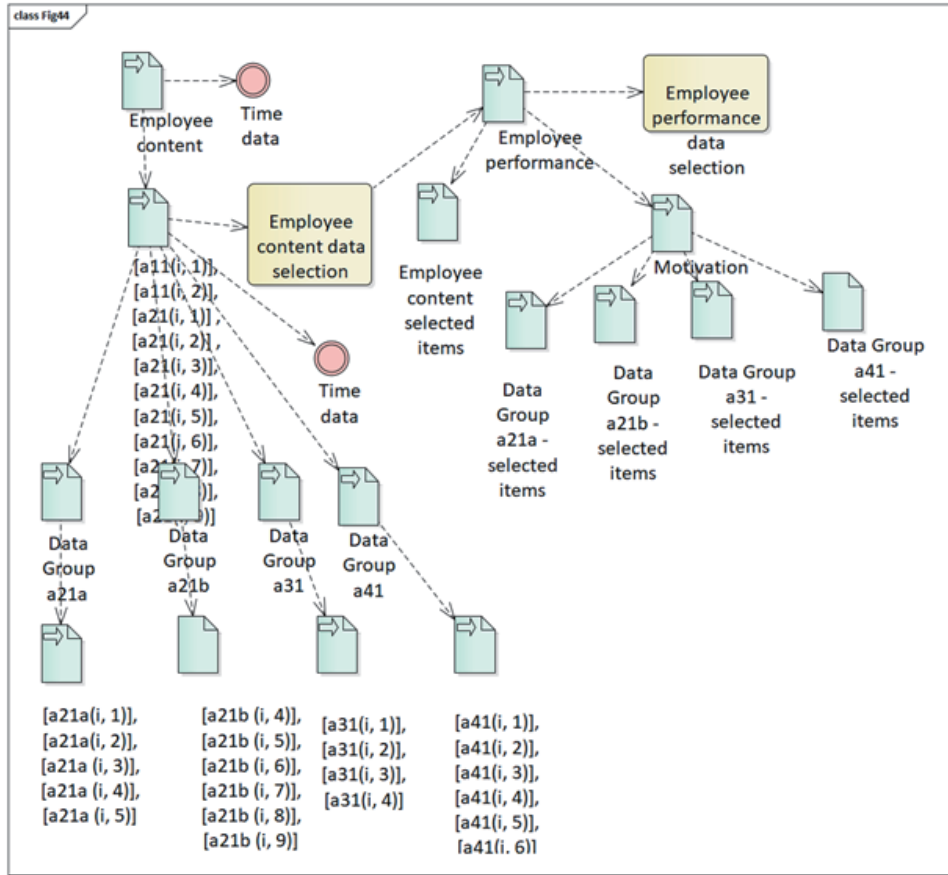 class Fig44
Employee
content
Time
data
Employee
performance
Employee
performance
data
selection
Employee
content data
selection
Employee
content
selected
items
Motivation
[a11(i, 1)],
[a11(i, 2)],
[a21(i, 1)] ,
[a21(i, 2)] ,
[a21(i, 3)],
[a21(i, 4)],
[a21(i, 5)],
[a21(i, 6)],
Time
data
Data
Group
a21a -
selected
items
Data
Group
a21b -
selected
items
Data Group
a31 -
selected
items
Data Group
a41 -
selected
items
Data
Group
a21a
Data
Group
a21b
Data
Group
a31
Data
Group
a41
[a21a(i, 1)],
[a21a(i, 2)],
[a21a (i, 3)],
[a21a (i, 4)],
[a21a (i, 5)]
[a21b (i, 4)],
[a21b (i, 5)],
[a21b (i, 6)],
[a21b (i, 7)],
[a21b (i, 8)],
[a21b (i, 9)]
[a31(i, 1)],
[a31(i, 2)],
[a31(i, 3)],
[a31(i, 4)]
[a41(i, 1)],
[a41(i, 2)],
[a41(i, 3)],
[a41(i, 4)],
[a41(i, 5)],
[a41(i, 6)]